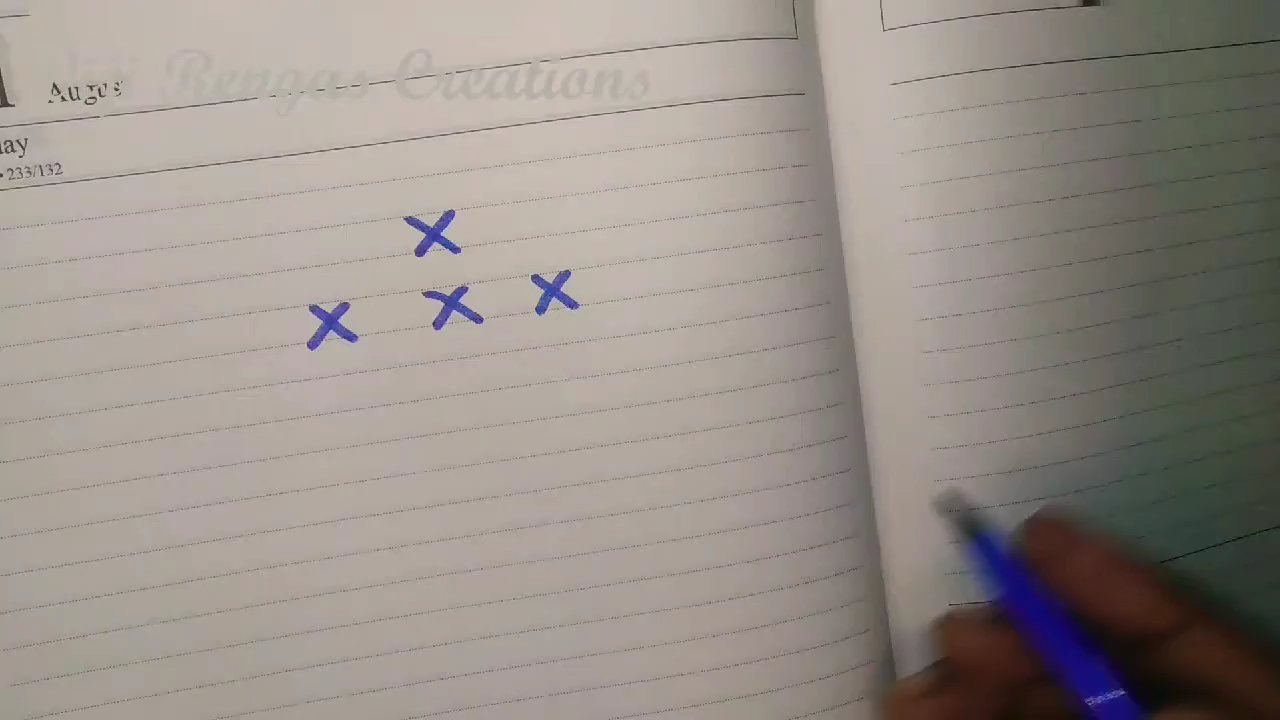 Rengas Creations
Augus
ay
• 233/132
X
X X X